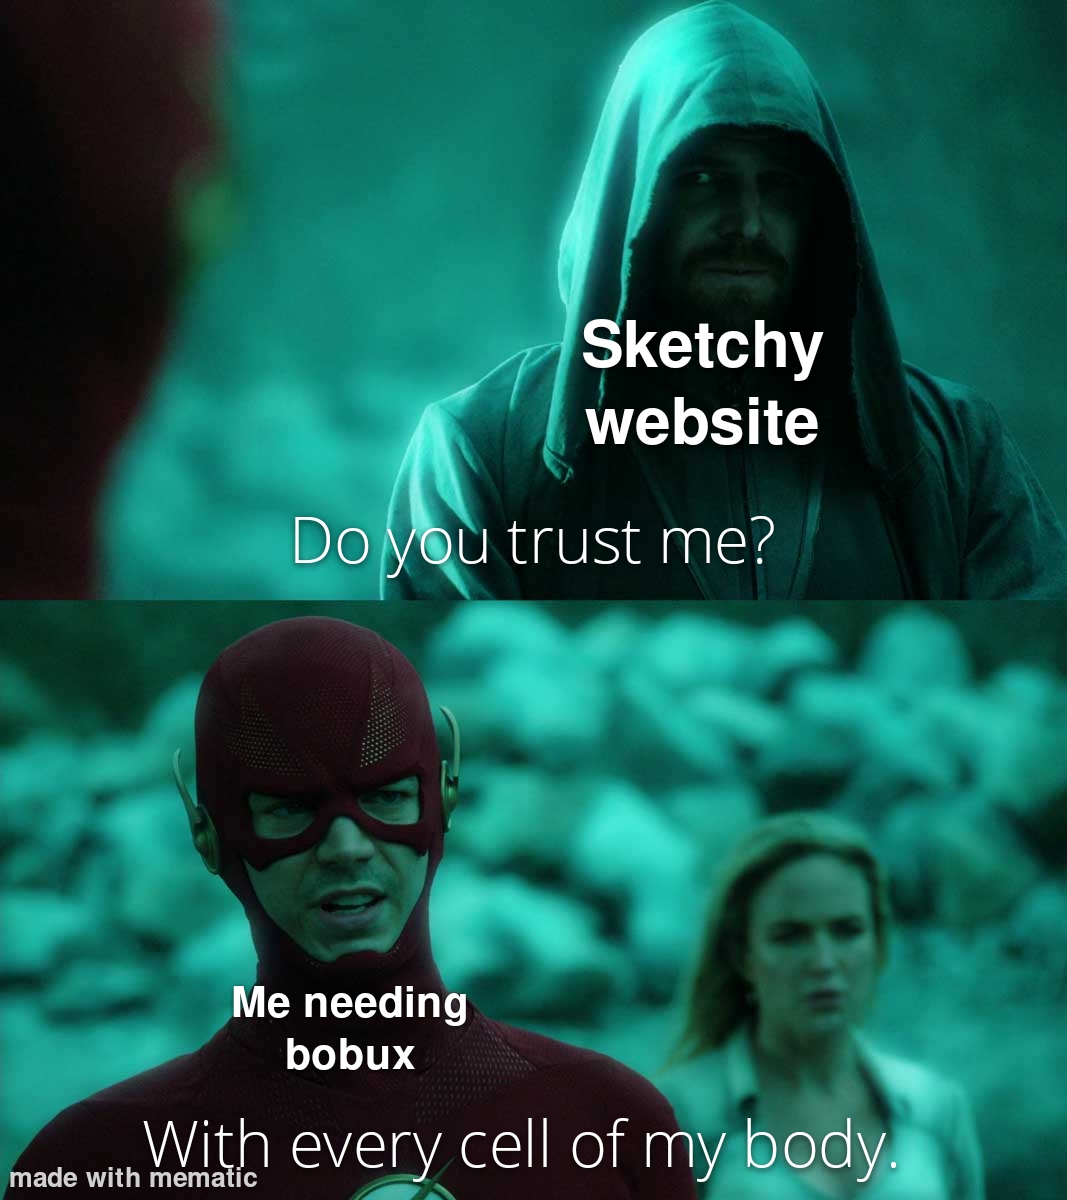 Sketchy
website
Do you trust me?
Me needing
bobux
With every cell of my body.
made with mematic